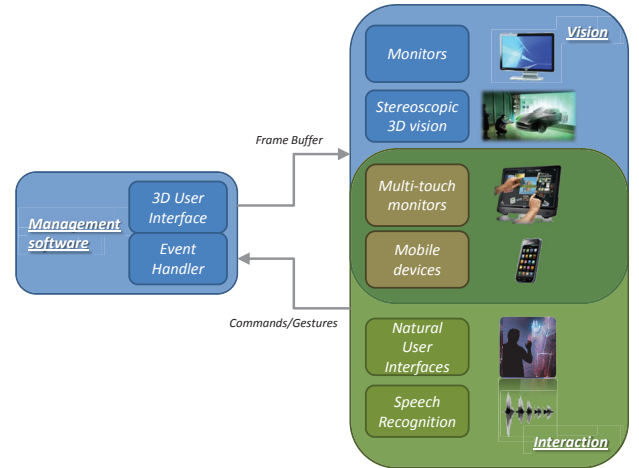 Vision
Monitors
Stereoscopic
3D vision
Frame Buffer
Multi-touch
monitors
3D User
Interface
Management
software
Event
Handler
Mobile
devices
Commands/Gestures
Natural
User
Interfaces
Speech
Recognition
Interaction